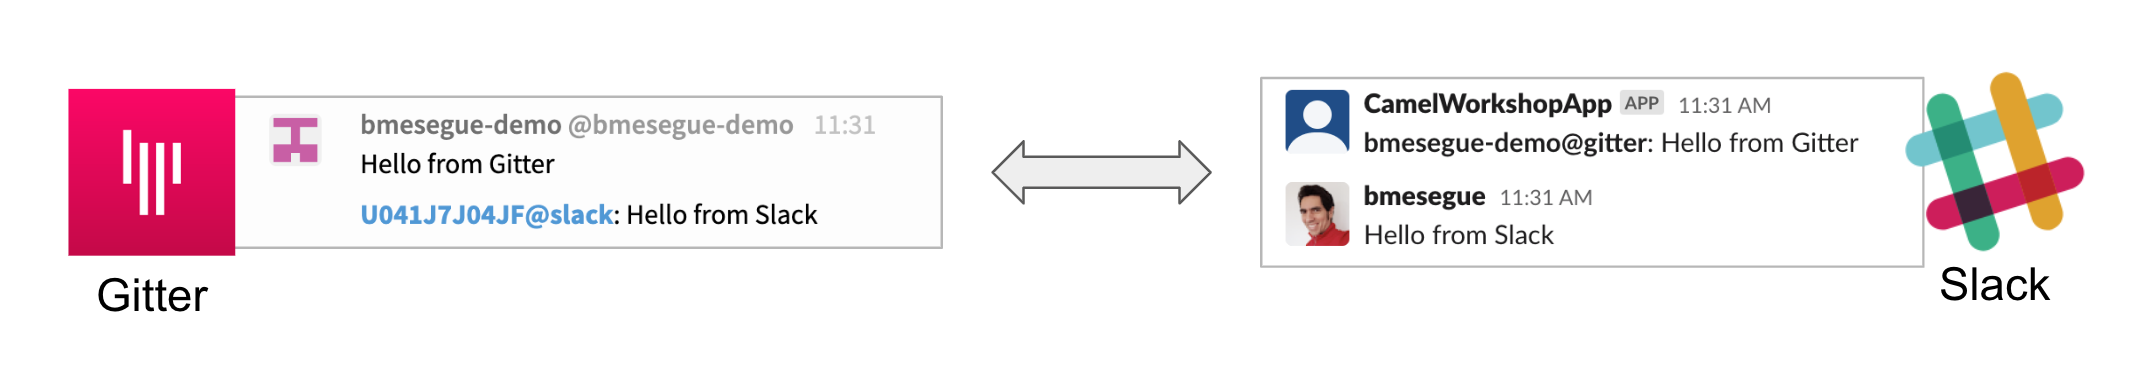 bmesegue-demo @bmesegue-demo 11:31
Hello from Gitter
U041J7J04JF@slack: Hello from Slack
Gitter
CamelWorkshopApp APP 11:31 AM
bmesegue-demo@gitter: Hello from Gitter
bmesegue 11:31 AM
Hello from Slack
Slack